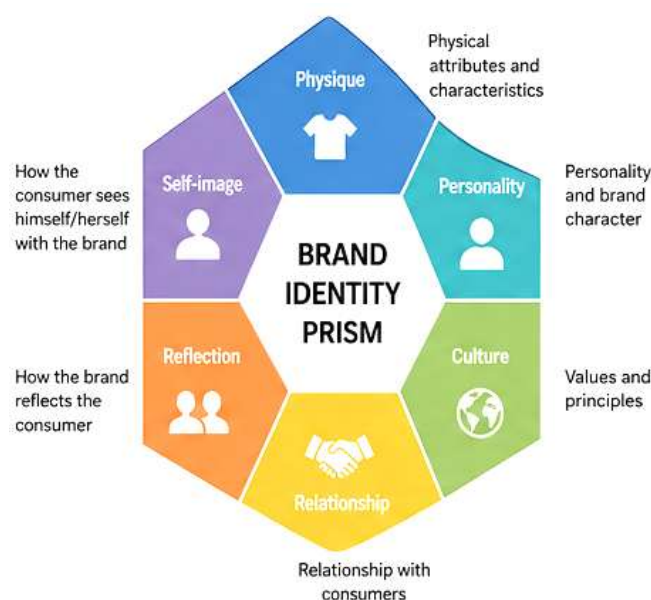 Physique
Physical
attributes and
characteristics
Self-image
How the
consumer sees
himself/herself
with the brand
Personality
Personality
and brand
character
BRAND
IDENTITY
PRISM
Reflection
How the brand
reflects the
consumer
Culture
Values and
principles
Relationship
Relationship with
consumers